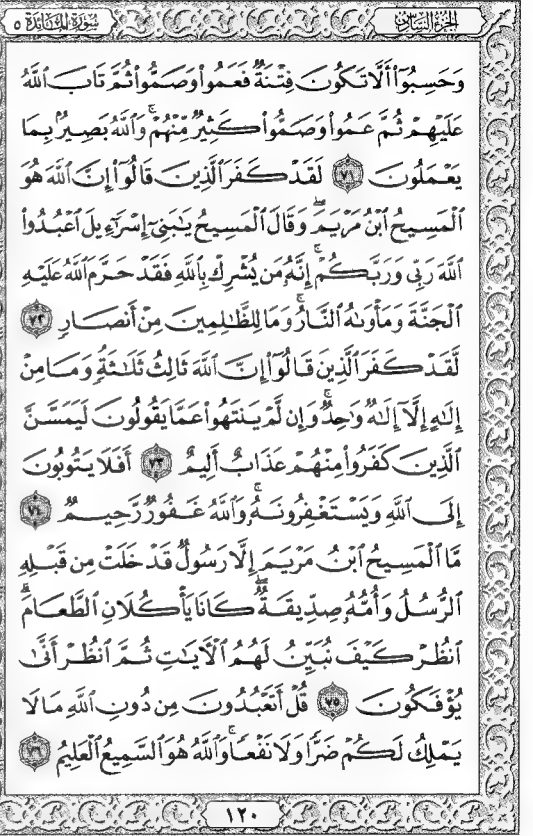 الجزء السادس
سورة المائدة ٥
وَحَسِبُوٓا۟ أَلَّا تَكُونَ فِتْنَةٌ فَعَمُوا۟ وَصَمُّوا۟ ثُمَّ تَابَ ٱللَّهُ
عَلَيْهِمْ ثُمَّ عَمُوا۟ وَصَمُّوا۟ كَثِيرٌ مِّنْهُمْ ۚ وَٱللَّهُ بَصِيرٌۢ بِمَا
يَعْمَلُونَ ٧١ لَقَدْ كَفَرَ ٱلَّذِينَ قَالُوٓا۟ إِنَّ ٱللَّهَ هُوَ
ٱلْمَسِيحُ ٱبْنُ مَرْيَمَ ۖ وَقَالَ ٱلْمَسِيحُ يَـٰبَنِىٓ إِسْرَٰٓءِيلَ ٱعْبُدُوا۟
ٱللَّهَ رَبِّى وَرَبَّكُمْ ۖ إِنَّهُۥ مَن يُشْرِكْ بِٱللَّهِ فَقَدْ حَرَّمَ ٱللَّهُ عَلَيْهِ
ٱلْجَنَّةَ وَمَأْوَىٰهُ ٱلنَّارُ ۖ وَمَا لِلظَّـٰلِمِينَ مِنْ أَنصَارٍ ٧٢
لَّقَدْ كَفَرَ ٱلَّذِينَ قَالُوٓا۟ إِنَّ ٱللَّهَ ثَالِثُ ثَلَـٰثَةٍ ۘ وَمَا مِنْ
إِلَـٰهٍ إِلَّآ إِلَـٰهٌ وَٰحِدٌ ۚ وَإِن لَّمْ يَنتَهُوا۟ عَمَّا يَقُولُونَ لَيَمَسَّنَّ
ٱلَّذِينَ كَفَرُوا۟ مِنْهُمْ عَذَابٌ أَلِيمٌ ٧٣ أَفَلَا يَتُوبُونَ
إِلَى ٱللَّهِ وَيَسْتَغْفِرُونَهُۥ ۚ وَٱللَّهُ غَفُورٌ رَّحِيمٌ ٧٤
مَّا ٱلْمَسِيحُ ٱبْنُ مَرْيَمَ إِلَّا رَسُولٌ قَدْ خَلَتْ مِن قَبْلِهِ
ٱلرُّسُلُ وَأُمُّهُۥ صِدِّيقَةٌ ۖ كَانَا يَأْكُلَانِ ٱلطَّعَامَ ۗ
ٱنظُرْ كَيْفَ نُبَيِّنُ لَهُمُ ٱلْـَٔايَـٰتِ ثُمَّ ٱنظُرْ أَنَّىٰ
يُؤْفَكُونَ ٧٥ قُلْ أَتَعْبُدُونَ مِن دُونِ ٱللَّهِ مَا لَا
يَمْلِكُ لَكُمْ ضَرًّا وَلَا نَفْعًا ۚ وَٱللَّهُ هُوَ ٱلسَّمِيعُ ٱلْعَلِيمُ ٧٦
١٢٠